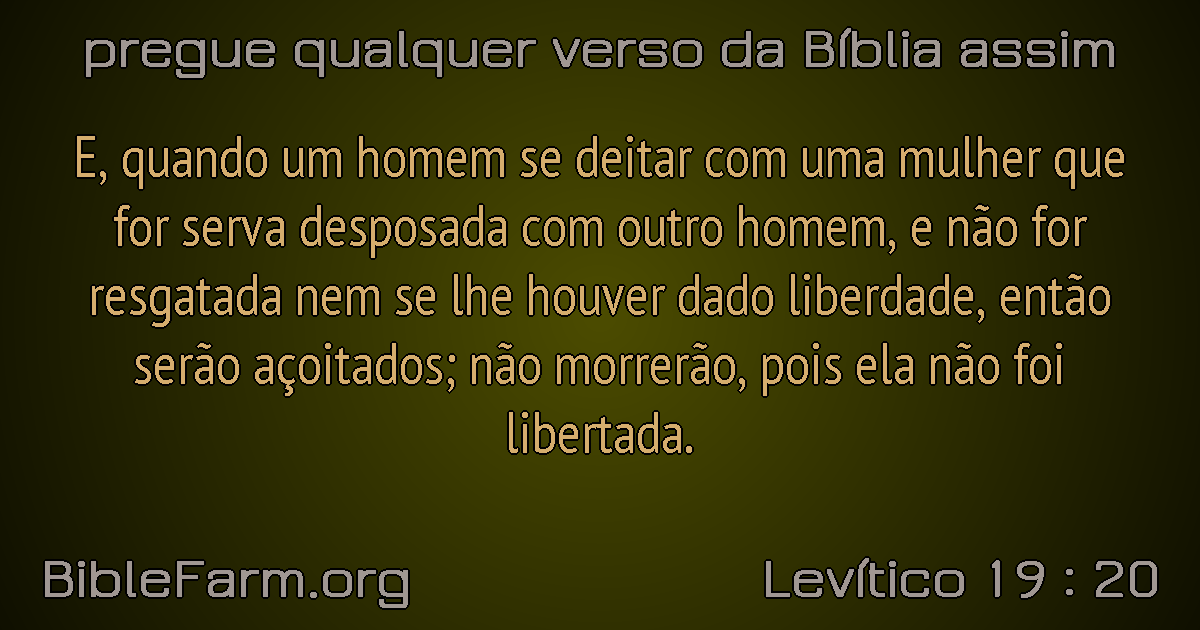 pregue qualquer verso da Bíblia assim
E, quando um homem se deitar com uma mulher que
for serva desposada com outro homem, e não for
resgatada nem se lhe houver dado liberdade, então
serão açoitados; não morrerão, pois ela não foi
libertada.
BibleFarm.org
Levítico 19 : 20